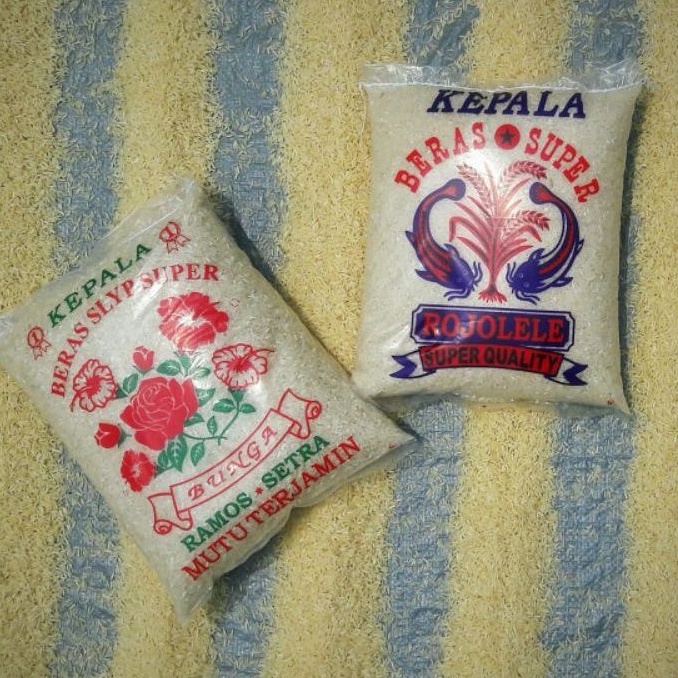 KEPALA
BERAS SLYP SUPER
BUNGA
RAMOS * SETRA
MUTU TERJAMIN
KEPALA
BERAS SUPER
ROJOLELE
SUPER QUALITY